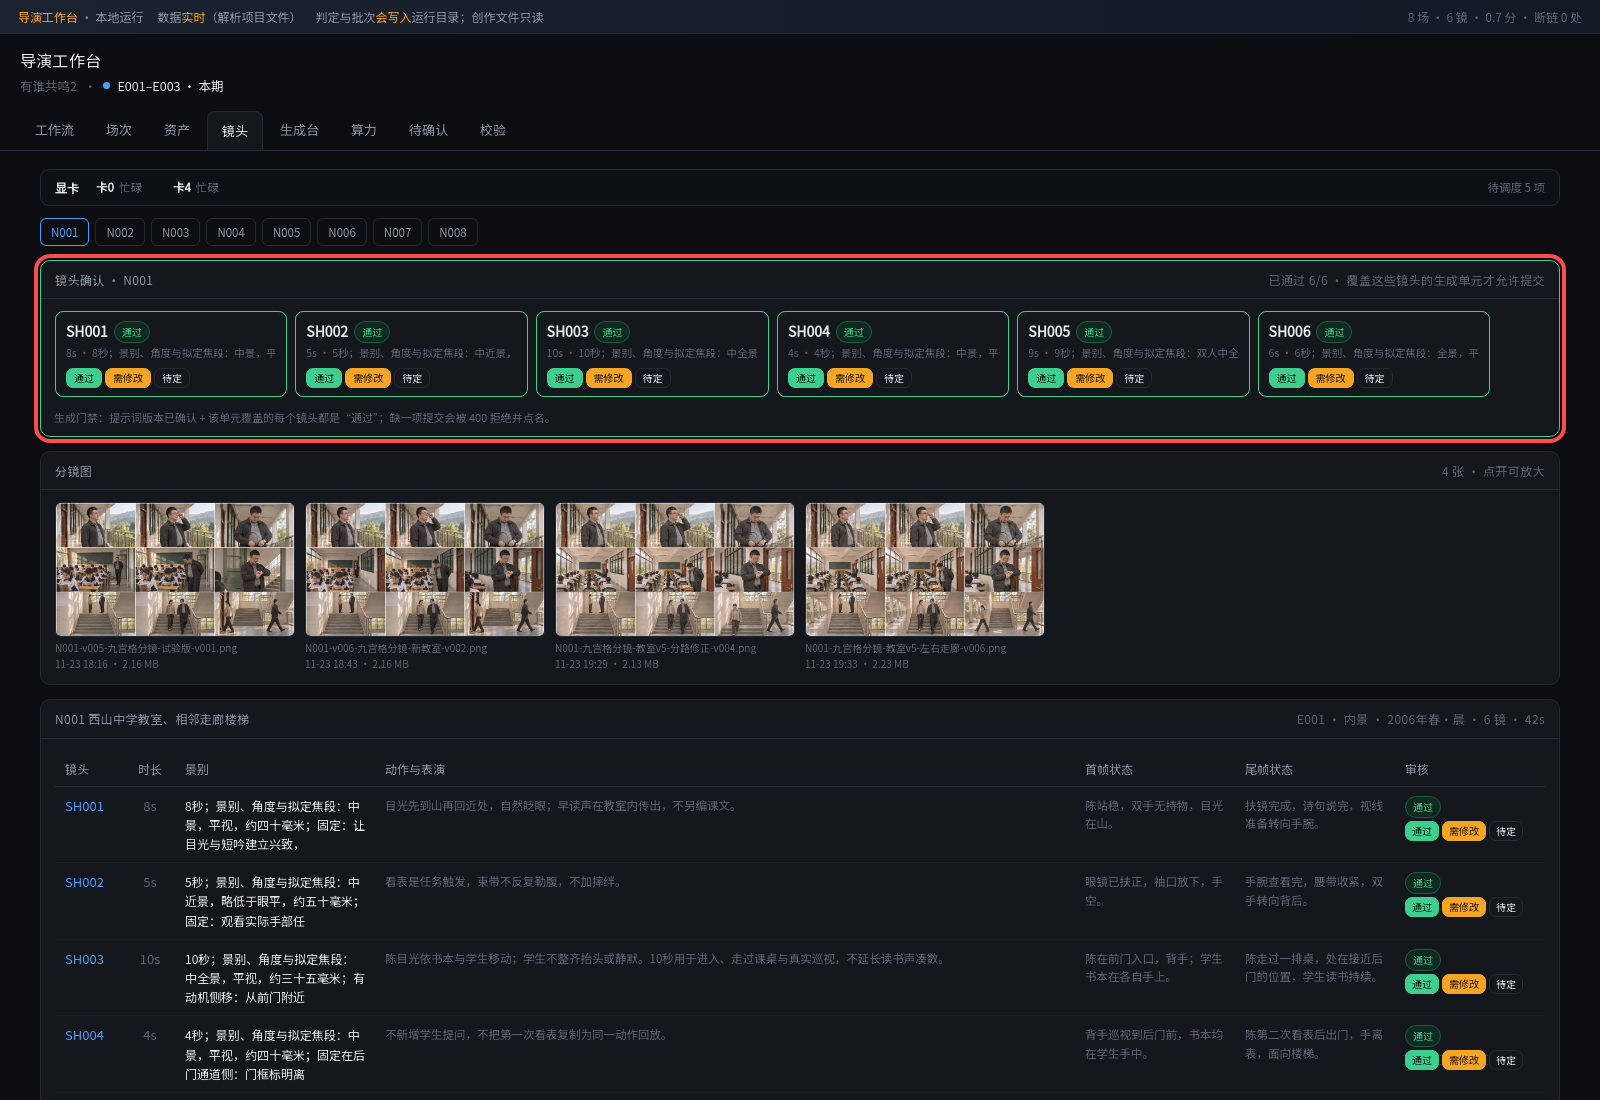 导演工作台 · 本地运行 数据实时（解析项目文件） 判定与批次会写入运行目录；创作文件只读
8 场 · 6 镜 · 0.7 分 · 断链 0 处
导演工作台
有谁共鸣2 · E001–E003 · 本期
工作流 场次 资产 镜头 生成台 算力 待确认 校验
显卡 卡0 忙碌 卡4 忙碌
待调度 5 项
N001 N002 N003 N004 N005 N006 N007 N008
镜头确认 · N001
已通过 6/6 · 覆盖这些镜头的生成单元才允许提交
SH001 通过
8s · 8秒；景别、角度与拟定焦段：中景，平
通过 需修改 待定
SH002 通过
5s · 5秒；景别、角度与拟定焦段：中近景，
通过 需修改 待定
SH003 通过
10s · 10秒；景别、角度与拟定焦段：中全景
通过 需修改 待定
SH004 通过
4s · 4秒；景别、角度与拟定焦段：中景，平
通过 需修改 待定
SH005 通过
9s · 9秒；景别、角度与拟定焦段：双人中全
通过 需修改 待定
SH006 通过
6s · 6秒；景别、角度与拟定焦段：全景，平
通过 需修改 待定
生成门禁：提示词版本已确认 + 该单元覆盖的每个镜头都是“通过”；缺一项提交会被 400 拒绝并点名。
分镜图
4 张 · 点开可放大
N001-v005-九宫格分镜-试验版-v001.png
11-23 18:16 · 2.16 MB
N001-v006-九宫格分镜-新教室-v002.png
11-23 18:43 · 2.16 MB
N001-九宫格分镜-教室v5-分路修正-v004.png
11-23 19:29 · 2.13 MB
N001-九宫格分镜-教室v5-左右走廊-v006.png
11-23 19:33 · 2.23 MB
N001 西山中学教室、相邻走廊楼梯
E001 · 内景 · 2006年春·晨 · 6 镜 · 42s
镜头 时长 景别 动作与表演 首帧状态 尾帧状态 审核
SH001 8s
8秒；景别、角度与拟定焦段：中
景，平视，约四十毫米；固定：让
目光与短吟建立兴致，
目光先到山再回近处，自然眨眼；早读声在教室内传出，不另编课文。
陈站稳，双手无持物，目光
在山。
扶镜完成，诗句说完，视线
准备转向手腕。
通过
通过 需修改 待定
SH002 5s
5秒；景别、角度与拟定焦段：中
近景，略低于眼平，约五十毫米；
固定：观看实际手部任
看表是任务触发，束带不反复勒腹，不加摔绊。
眼镜已扶正，袖口放下，手
空。
手腕查看完，腰带收紧，双
手转向背后。
通过
通过 需修改 待定
SH003 10s
10秒；景别、角度与拟定焦段：
中全景，平视，约三十五毫米；有
动机侧移：从前门附近
陈目光依书本与学生移动；学生不整齐抬头或静默。10秒用于进入、走过课桌与真实巡视，不延长读书声凑数。
陈在前门入口，背手；学生
书本在各自手上。
陈走过一排桌，处在接近后
门的位置，学生读书持续。
通过
通过 需修改 待定
SH004 4s
4秒；景别、角度与拟定焦段：中
景，平视，约四十毫米；固定在后
门通道侧：门框标明离
不新增学生提问，不把第一次看表复制为同一动作回放。
背手巡视到后门前，书本均
在学生手中。
陈第二次看表后出门，手离
表，面向楼梯。
通过
通过 需修改 待定